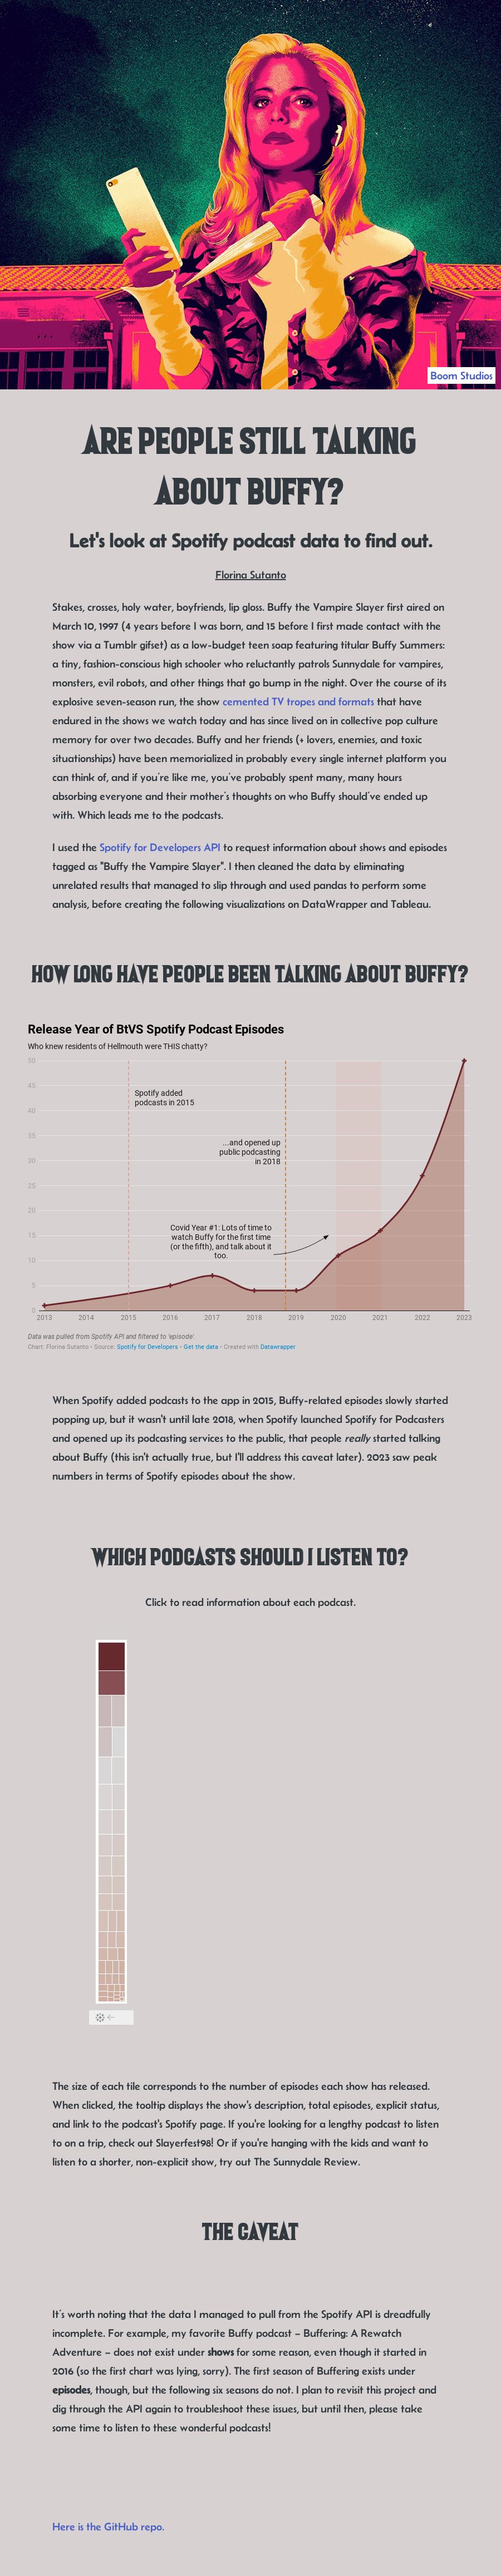 Boom Studios
ARE PEOPLE STILL TALKING
ABOUT BUFFY?
Let's look at Spotify podcast data to find out.
Florina Sutanto
Stakes, crosses, holy water, boyfriends, lip gloss. Buffy the Vampire Slayer first aired on
March 10, 1997 (4 years before I was born, and 15 before I first made contact with the
show via a Tumblr gifset) as a low-budget teen soap featuring titular Buffy Summers:
a tiny, fashion-conscious high schooler who reluctantly patrols Sunnydale for vampires,
monsters, evil robots, and other things that go bump in the night. Over the course of its
explosive seven-season run, the show cemented TV tropes and formats that have
endured in the shows we watch today and has since lived on in collective pop culture
memory for over two decades. Buffy and her friends (+ lovers, enemies, and toxic
situationships) have been memorialized in probably every single internet platform you
can think of, and if you're like me, you've probably spent many, many hours
absorbing everyone and their mother's thoughts on who Buffy should've ended up
with. Which leads me to the podcasts.
I used the Spotify for Developers API to request information about shows and episodes
tagged as "Buffy the Vampire Slayer". I then cleaned the data by eliminating
unrelated results that managed to slip through and used pandas to perform some
analysis, before creating the following visualizations on DataWrapper and Tableau.
HOW LONG HAVE PEOPLE BEEN TALKING ABOUT BUFFY?
Release Year of BtVS Spotify Podcast Episodes
Who knew residents of Hellmouth were THIS chatty?
50
45
40
35
30
25
20
15
10
5
0
Spotify added
podcasts in 2015
...and opened up
public podcasting
in 2018
Covid Year #1: Lots of time to
watch Buffy for the first time
(or the fifth), and talk about it
too.
2013 2014 2015 2016 2017 2018 2019 2020 2021 2022 2023
Data was pulled from Spotify API and filtered to 'episode'.
Chart: Florina Sutanto • Source: Spotify for Developers • Get the data • Created with Datawrapper
When Spotify added podcasts to the app in 2015, Buffy-related episodes slowly started
popping up, but it wasn't until late 2018, when Spotify launched Spotify for Podcasters
and opened up its podcasting services to the public, that people really started talking
about Buffy (this isn't actually true, but I'll address this caveat later). 2023 saw peak
numbers in terms of Spotify episodes about the show.
WHICH PODCASTS SHOULD I LISTEN TO?
Click to read information about each podcast.
The size of each tile corresponds to the number of episodes each show has released.
When clicked, the tooltip displays the show's description, total episodes, explicit status,
and link to the podcast's Spotify page. If you're looking for a lengthy podcast to listen
to on a trip, check out Slayerfest98! Or if you're hanging with the kids and want to
listen to a shorter, non-explicit show, try out The Sunnydale Review.
THE CAVEAT
It's worth noting that the data I managed to pull from the Spotify API is dreadfully
incomplete. For example, my favorite Buffy podcast – Buffering: A Rewatch
Adventure – does not exist under shows for some reason, even though it started in
2016 (so the first chart was lying, sorry). The first season of Buffering exists under
episodes, though, but the following six seasons do not. I plan to revisit this project and
dig through the API again to troubleshoot these issues, but until then, please take
some time to listen to these wonderful podcasts!
Here is the GitHub repo.